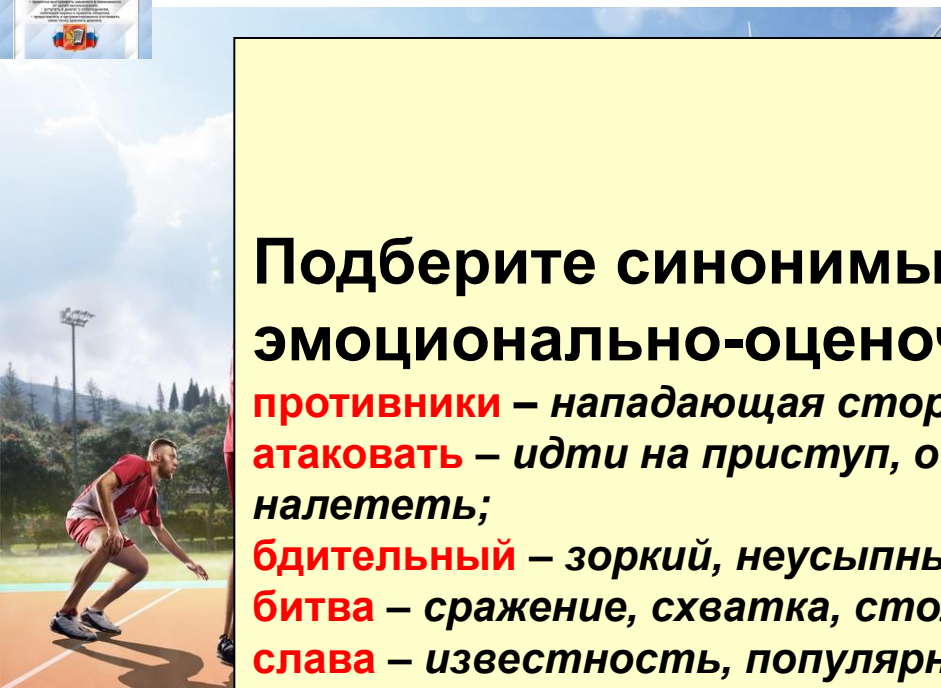 Подберите синонимы
эмоционально-оценоч
противники – нападающая стор
атаковать – идти на приступ, о
налететь;
бдительный – зоркий, неусыпны
битва – сражение, схватка, сто
слава – известность, популярн